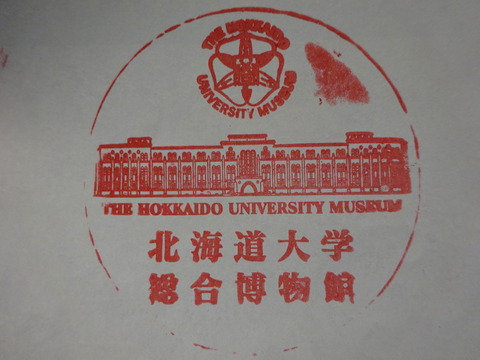 THE HOKKAIDO
UNIVERSITY MUSEUM
THE HOKKAIDO UNIVERSITY MUSEUM
北海道大学
総合博物館